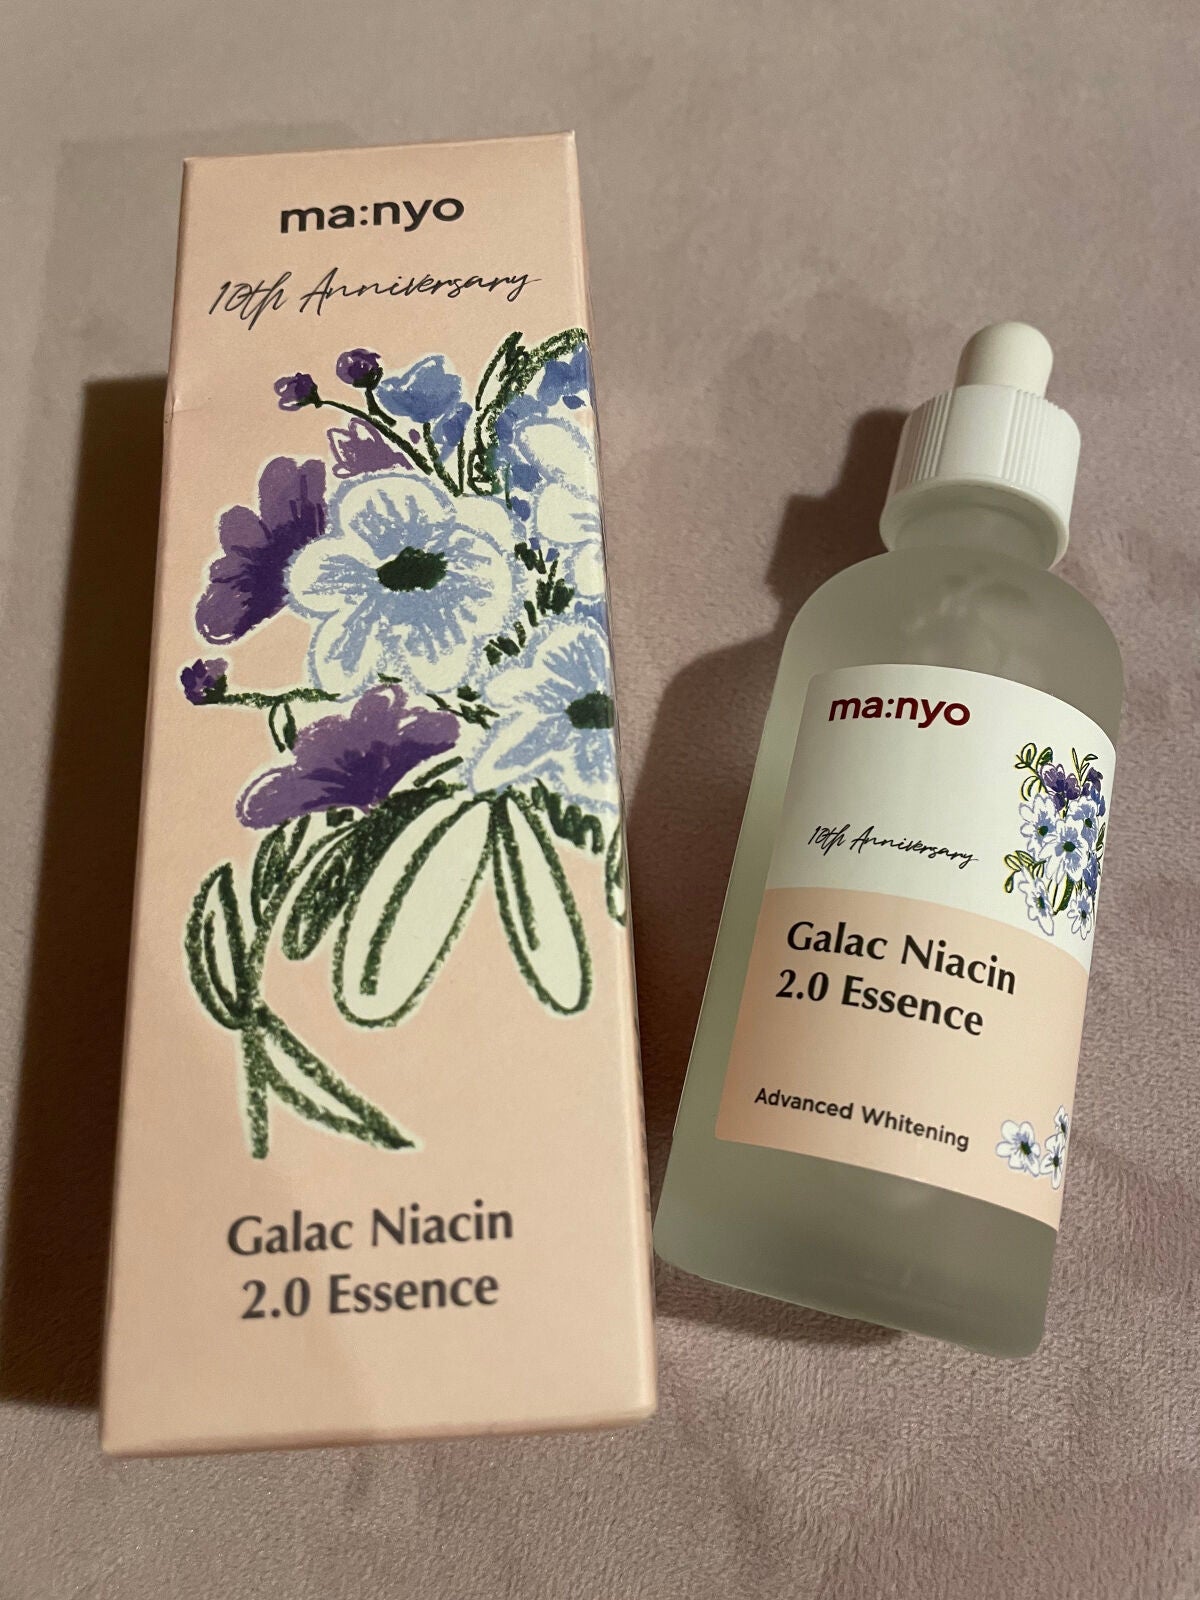 ma:nyo
10th Anniversary
Galac Niacin
2.0 Essence
ma:nyo
10th Anniversary
Galac Niacin
2.0 Essence
Advanced Whitening